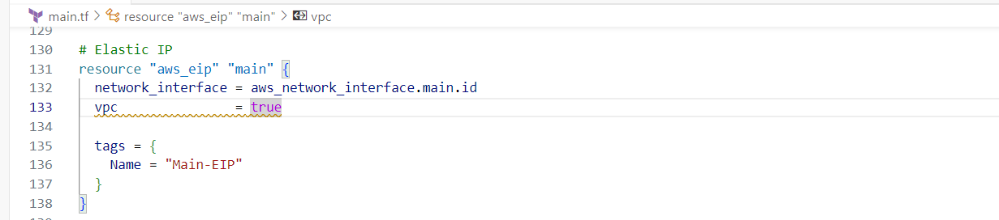 main.tf > resource "aws_eip" "main" > vpc
129
130 # Elastic IP
131 resource "aws_eip" "main" {
132   network_interface = aws_network_interface.main.id
133   vpc               = true
134
135   tags = {
136     Name = "Main-EIP"
137   }
138 }